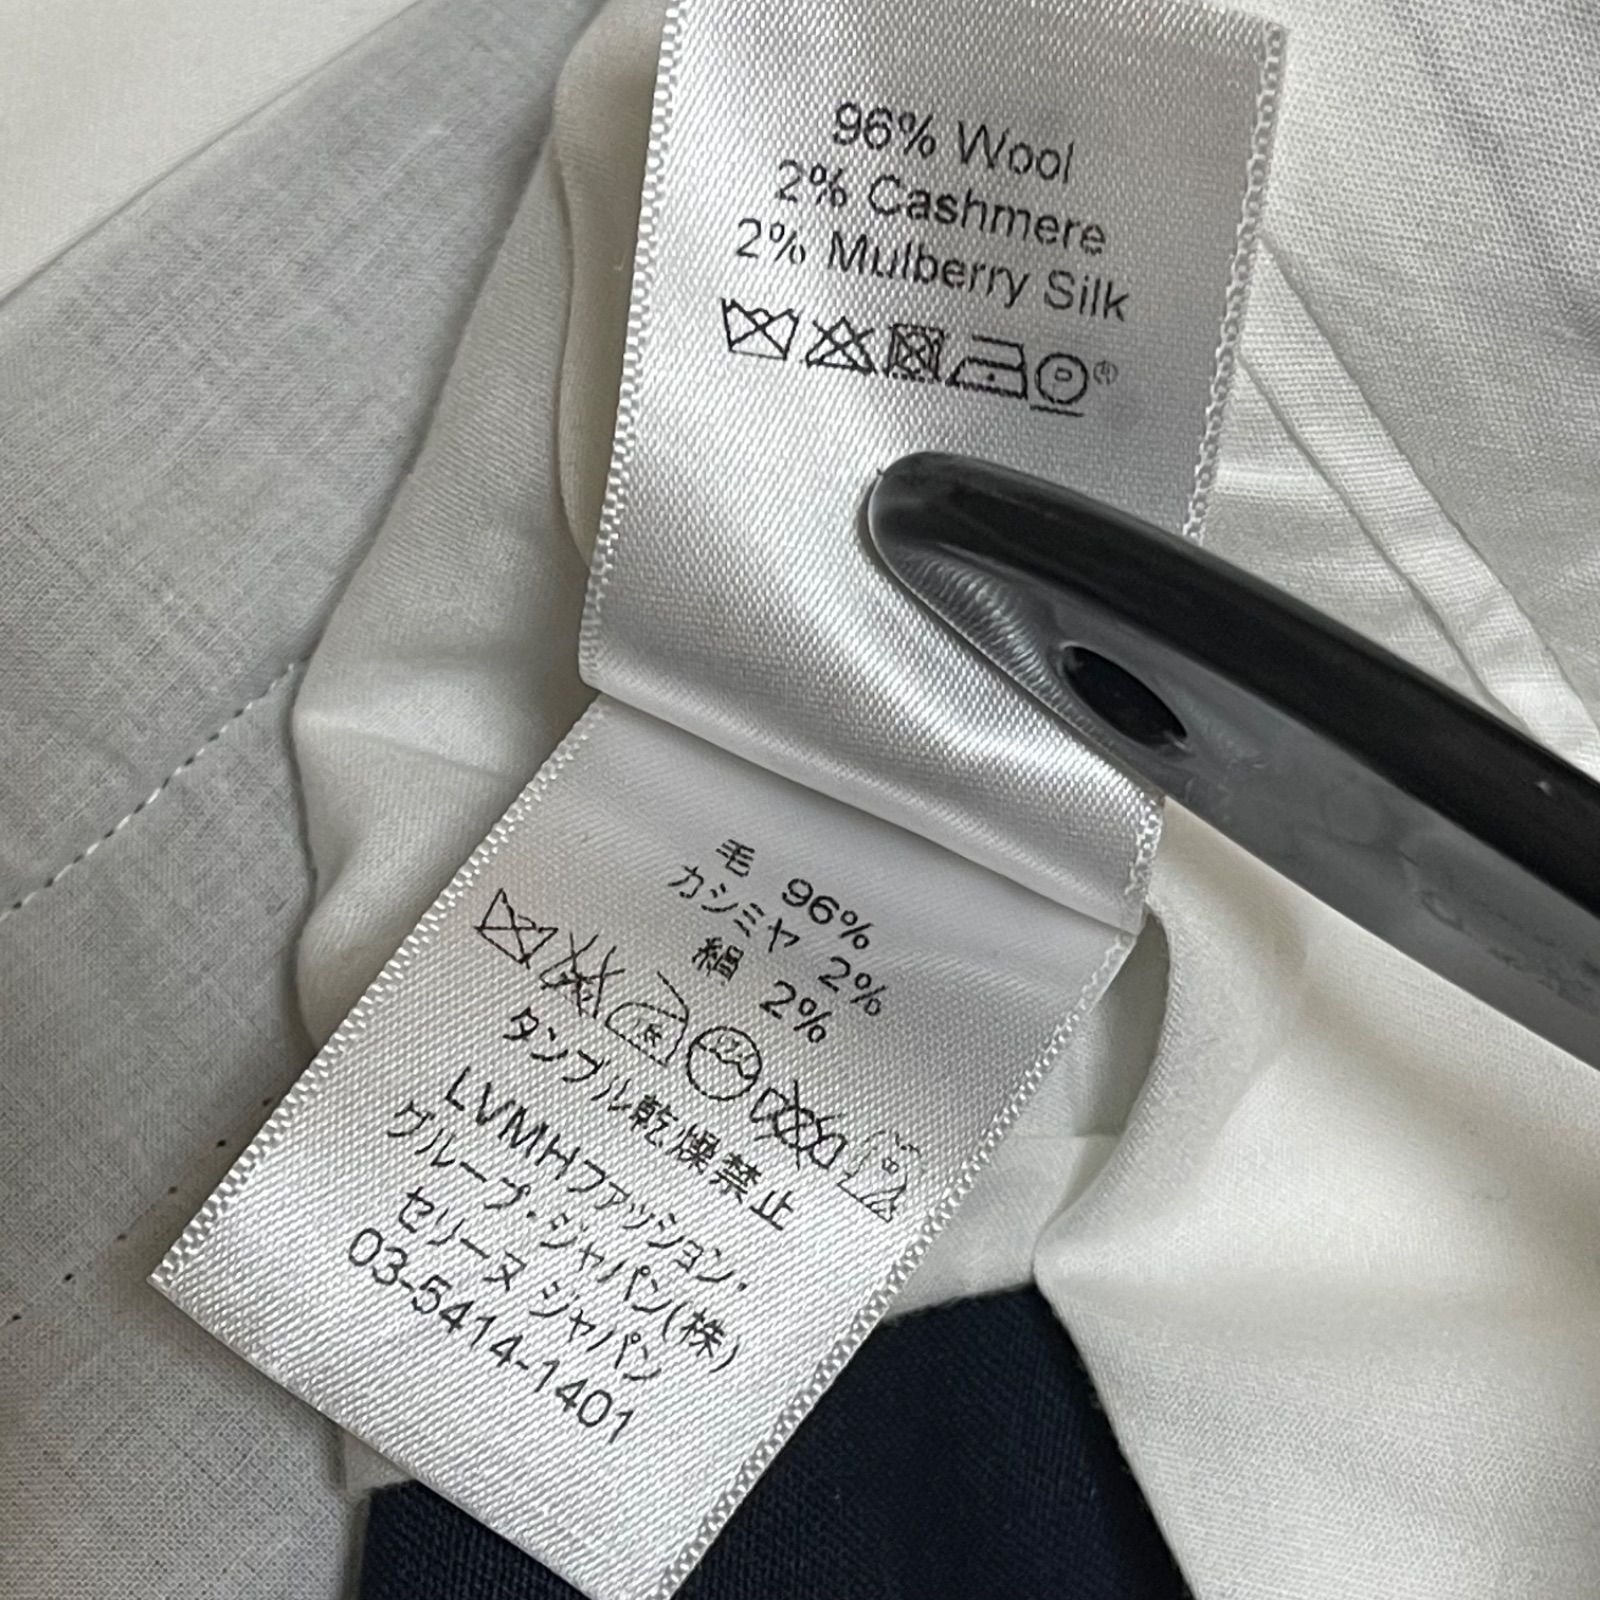 96% Wool
2% Cashmere
2% Mulberry Silk
P ®
毛 96%
カシミヤ 2%
絹 2%
タンブル乾燥禁止
LVMHファッション・
グループ・ジャパン(株)
セリーヌ ジャパン
03-5414-1401